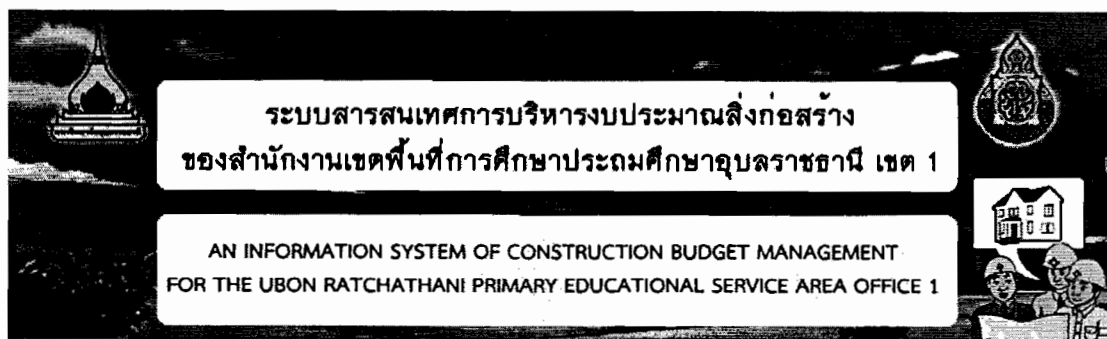 ระบบสารสนเทศการบริหารงบประมาณสิ่งก่อสร้าง
ของสำนักงานเขตพื้นที่การศึกษาประถมศึกษาอุบลราชธานี เขต 1
AN INFORMATION SYSTEM OF CONSTRUCTION BUDGET MANAGEMENT
FOR THE UBON RATCHATHANI PRIMARY EDUCATIONAL SERVICE AREA OFFICE 1